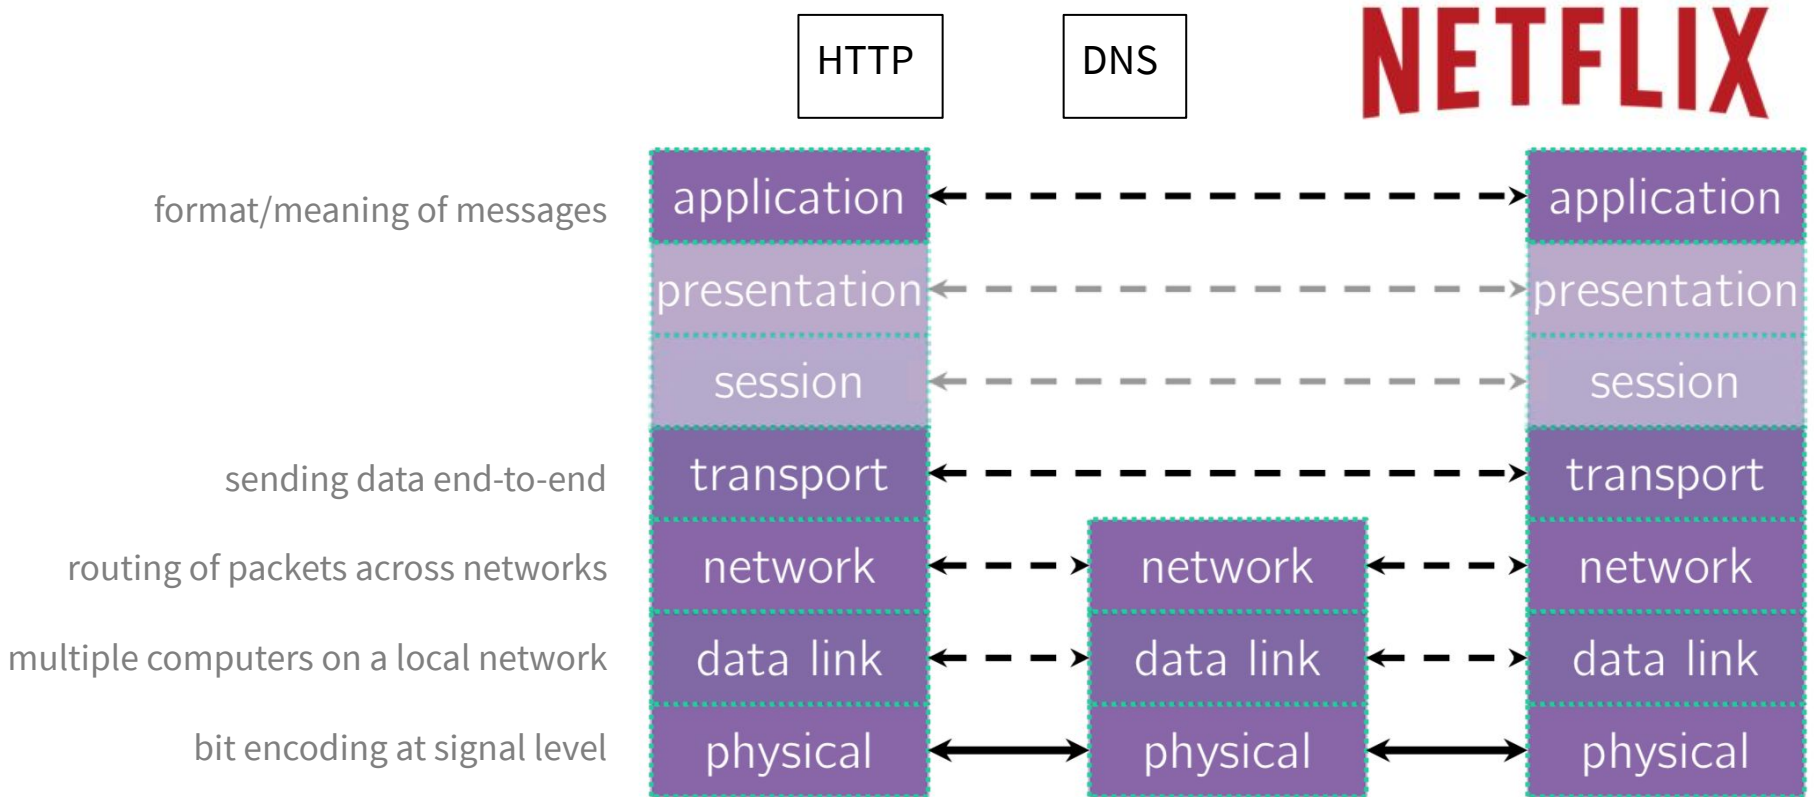 HTTP
DNS
NETFLIX
format/meaning of messages
application
application
presentation
presentation
session
session
sending data end-to-end
transport
transport
routing of packets across networks
network
network
network
multiple computers on a local network
data link
data link
data link
bit encoding at signal level
physical
physical
physical